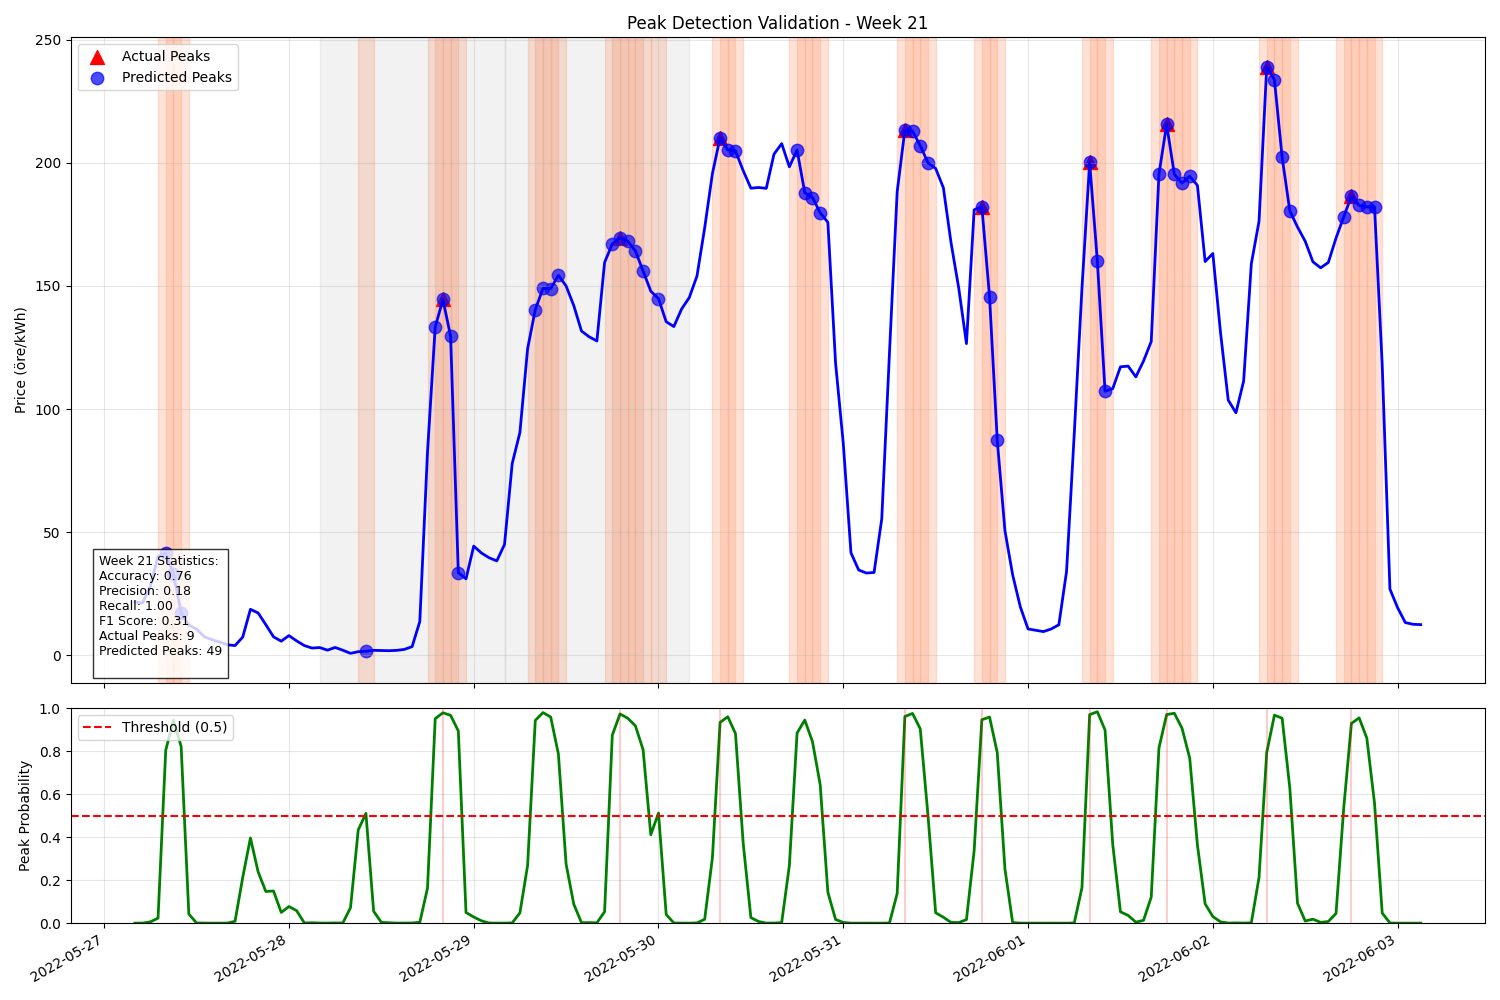 Peak Detection Validation - Week 21
250
200
150
100
50
0
Price (öre/kWh)
Actual Peaks
Predicted Peaks
Week 21 Statistics:
Accuracy: 0.76
Precision: 0.18
Recall: 1.00
F1 Score: 0.31
Actual Peaks: 9
Predicted Peaks: 49
1.0
0.8
0.6
0.4
0.2
0.0
Peak Probability
Threshold (0.5)
2022-05-27
2022-05-28
2022-05-29
2022-05-30
2022-05-31
2022-06-01
2022-06-02
2022-06-03